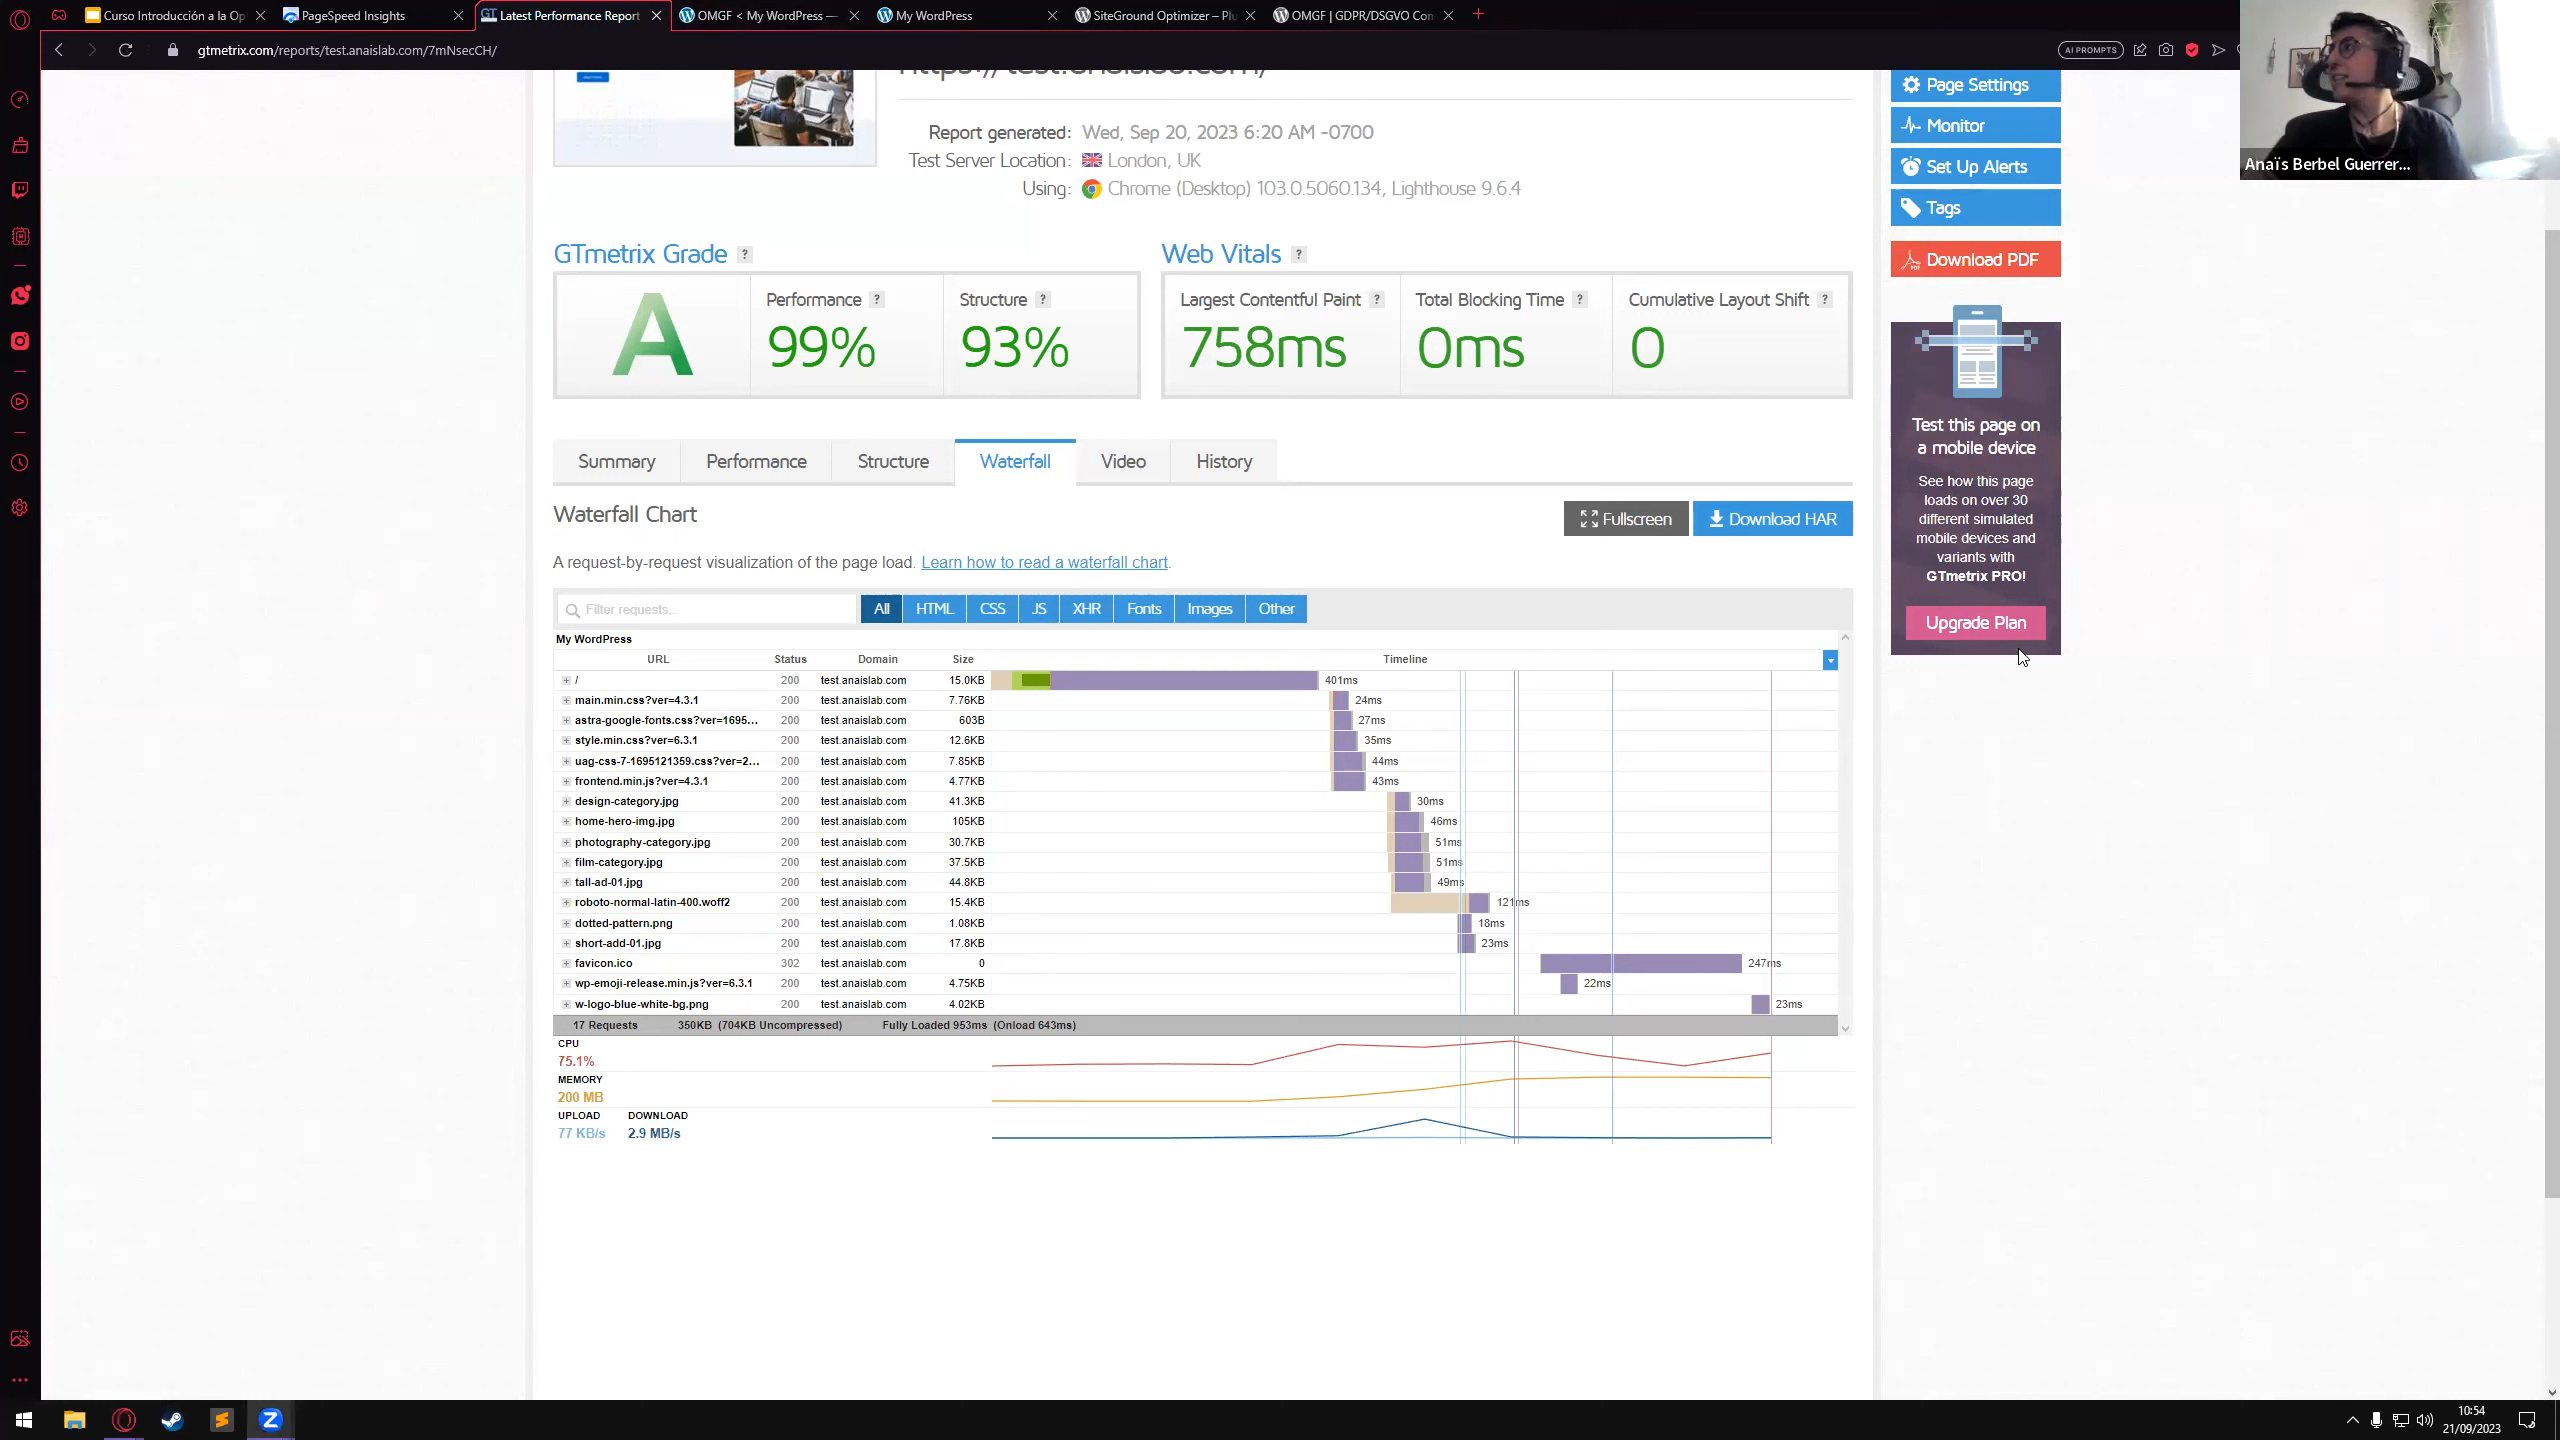 Curso Introducción a la Op
PageSpeed Insights
Latest Performance Report
OMGF < My WordPress —
My WordPress
SiteGround Optimizer – Plu
OMGF | GDPR/DSGVO Com
gtmetrix.com/reports/test.anaislab.com/7mNsecCH/
AI PROMPTS
https://test.anaislab.com/
Report generated: Wed, Sep 20, 2023 6:20 AM -0700
Test Server Location: London, UK
Using: Chrome (Desktop) 103.0.5060.134, Lighthouse 9.6.4
Page Settings
Monitor
Set Up Alerts
Tags
Download PDF
Anaïs Berbel Guerrer...
GTmetrix Grade ?
Web Vitals ?
A
Performance ?
99%
Structure ?
93%
Largest Contentful Paint ?
758ms
Total Blocking Time ?
0ms
Cumulative Layout Shift ?
0
Test this page on
a mobile device
See how this page
loads on over 30
different simulated
mobile devices and
variants with
GTmetrix PRO!
Upgrade Plan
Summary Performance Structure Waterfall Video History
Waterfall Chart
Fullscreen
Download HAR
A request-by-request visualization of the page load. Learn how to read a waterfall chart.
Filter requests...
All HTML CSS JS XHR Fonts Images Other
My WordPress
URL Status Domain Size Timeline
/ 200 test.anaislab.com 15.0KB 401ms
main.min.css?ver=4.3.1 200 test.anaislab.com 7.76KB 24ms
astra-google-fonts.css?ver=1695... 200 test.anaislab.com 603B 27ms
style.min.css?ver=6.3.1 200 test.anaislab.com 12.6KB 35ms
uag-css-7-1695121359.css?ver=2... 200 test.anaislab.com 7.85KB 44ms
frontend.min.js?ver=4.3.1 200 test.anaislab.com 4.77KB 43ms
design-category.jpg 200 test.anaislab.com 41.3KB 30ms
home-hero-img.jpg 200 test.anaislab.com 105KB 46ms
photography-category.jpg 200 test.anaislab.com 30.7KB 51ms
film-category.jpg 200 test.anaislab.com 37.5KB 51ms
tall-ad-01.jpg 200 test.anaislab.com 44.8KB 49ms
roboto-normal-latin-400.woff2 200 test.anaislab.com 15.4KB 121ms
dotted-pattern.png 200 test.anaislab.com 1.08KB 18ms
short-add-01.jpg 200 test.anaislab.com 17.8KB 23ms
favicon.ico 302 test.anaislab.com 0 247ms
wp-emoji-release.min.js?ver=6.3.1 200 test.anaislab.com 4.75KB 22ms
w-logo-blue-white-bg.png 200 test.anaislab.com 4.02KB 23ms
17 Requests 350KB (704KB Uncompressed) Fully Loaded 953ms (Onload 643ms)
CPU
75.1%
MEMORY
200 MB
UPLOAD DOWNLOAD
77 KB/s 2.9 MB/s
10:54
21/09/2023